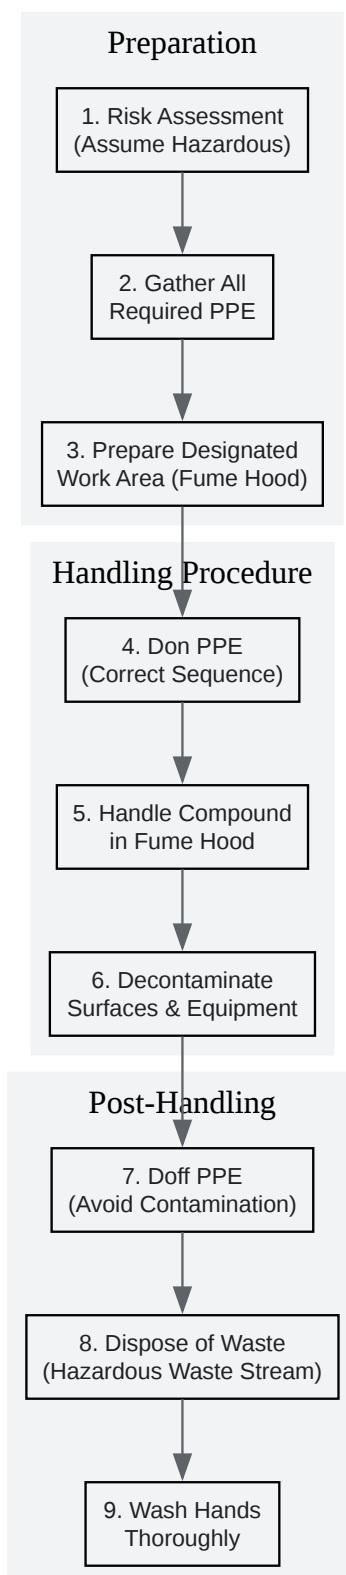 Preparation
1. Risk Assessment
(Assume Hazardous)
2. Gather All
Required PPE
3. Prepare Designated
Work Area (Fume Hood)
Handling Procedure
4. Don PPE
(Correct Sequence)
5. Handle Compound
in Fume Hood
6. Decontaminate
Surfaces & Equipment
Post-Handling
7. Doff PPE
(Avoid Contamination)
8. Dispose of Waste
(Hazardous Waste Stream)
9. Wash Hands
Thoroughly